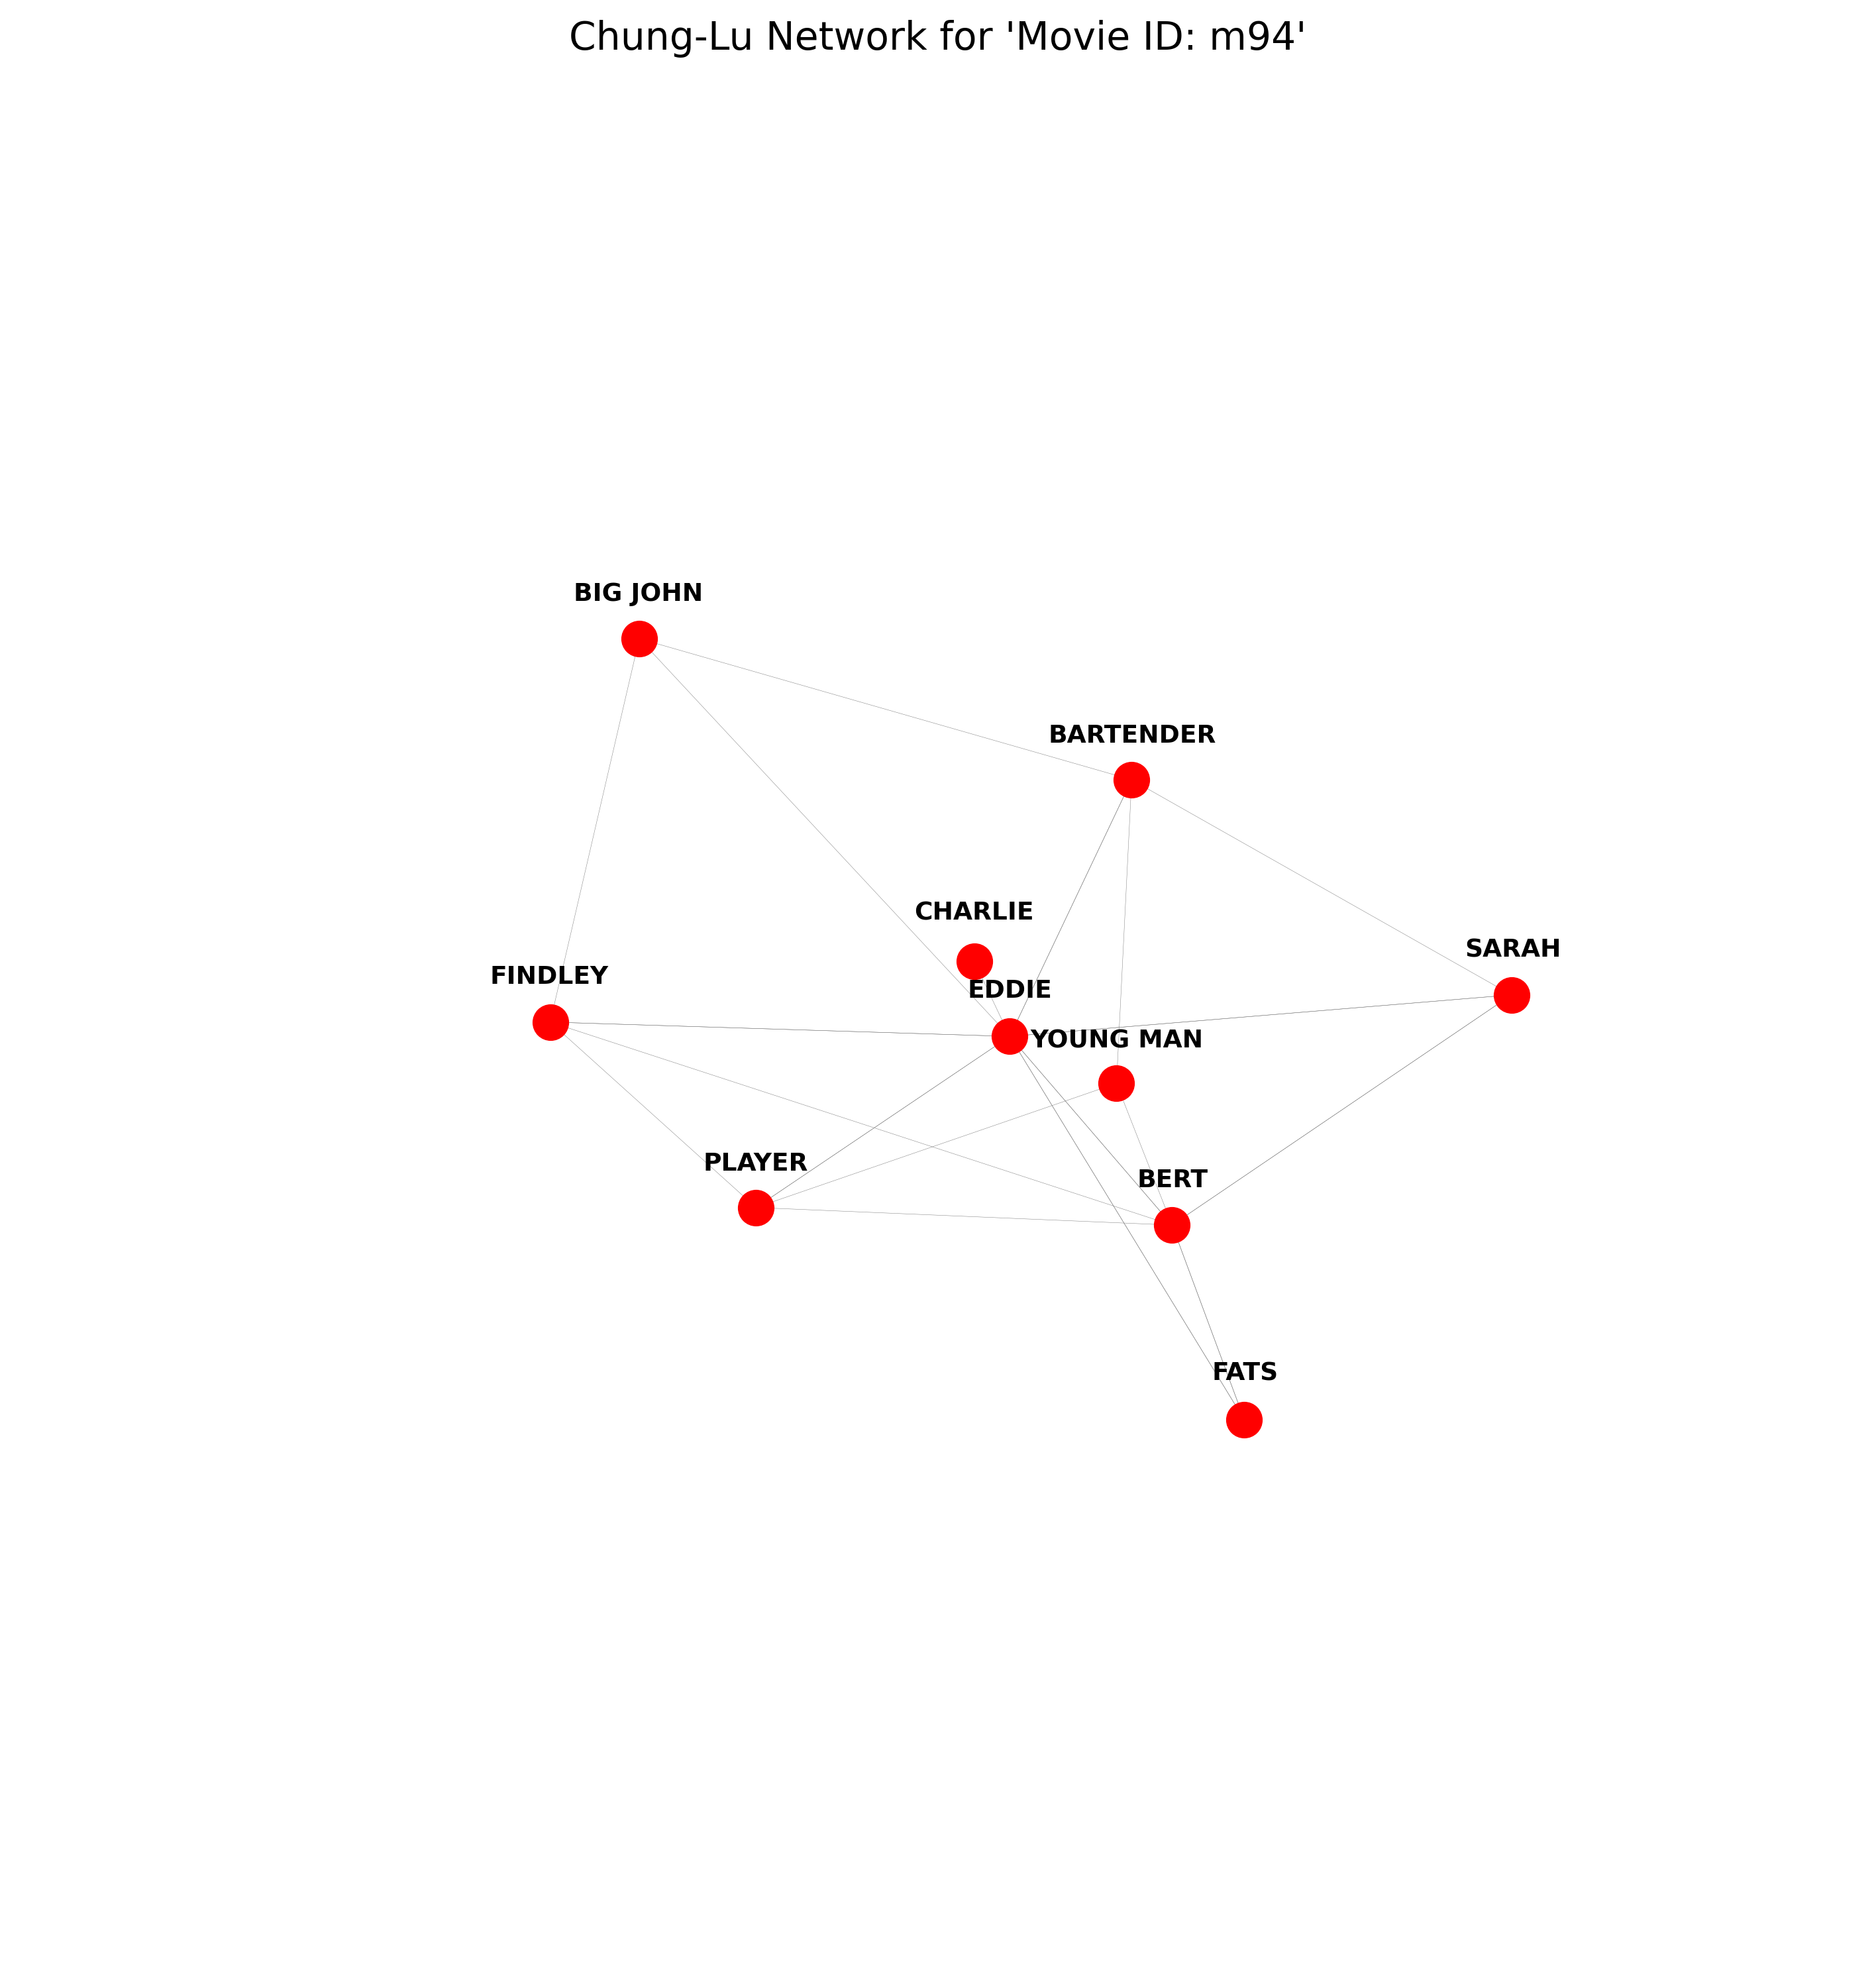 Chung-Lu Network for 'Movie ID: m94'
BIG JOHN
BARTENDER
CHARLIE
SARAH
FINDLEY
EDDIE
YOUNG MAN
PLAYER
BERT
FATS